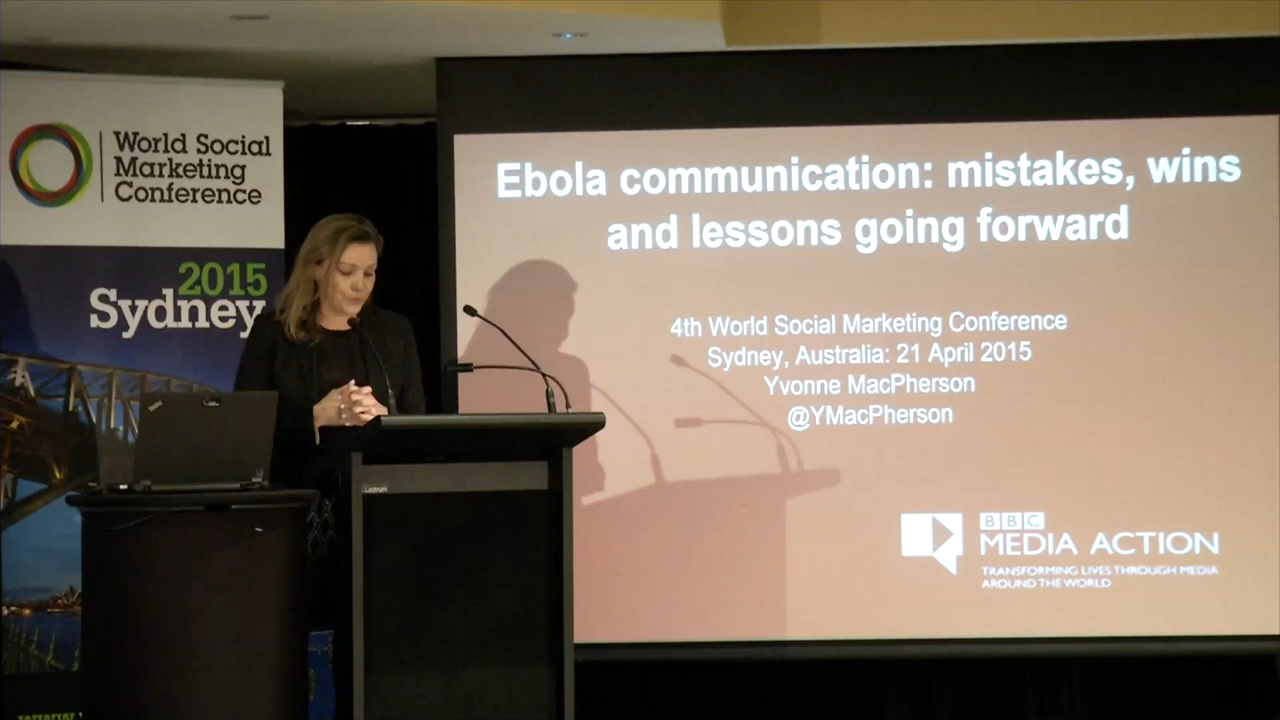 World Social
Marketing
Conference
2015
Sydney
Ebola communication: mistakes, wins
and lessons going forward
4th World Social Marketing Conference
Sydney, Australia: 21 April 2015
Yvonne MacPherson
@YMacPherson
BBC
MEDIA ACTION
TRANSFORMING LIVES THROUGH MEDIA
AROUND THE WORLD
Lectrum